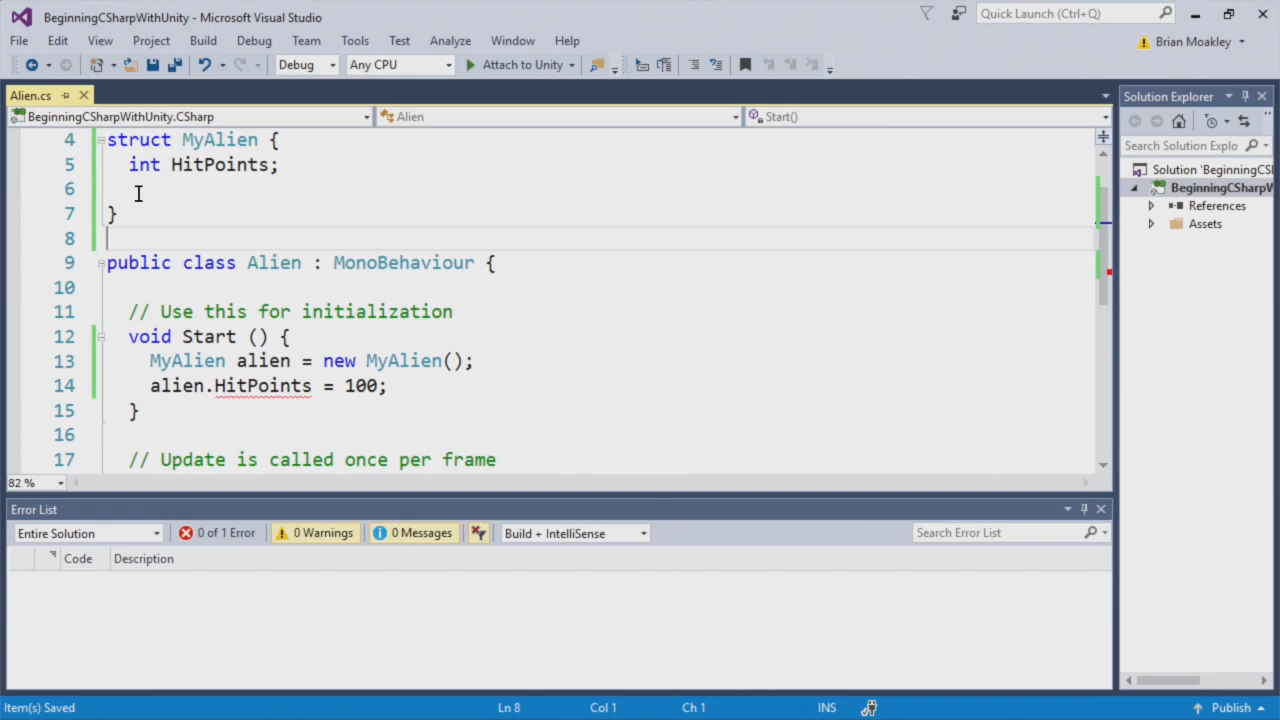 BeginningCSharpWithUnity - Microsoft Visual Studio
Quick Launch (Ctrl+Q)
File Edit View Project Build Debug Team Tools Test Analyze Window Help
Brian Moakley
Debug Any CPU Attach to Unity
Alien.cs
Solution Explorer
BeginningCSharpWithUnity.CSharp Alien Start()
Search Solution Explo
4 struct MyAlien {
5 int HitPoints;
6
7 }
8
9 public class Alien : MonoBehaviour {
10
11 // Use this for initialization
12 void Start () {
13 MyAlien alien = new MyAlien();
14 alien.HitPoints = 100;
15 }
16
17 // Update is called once per frame
Solution 'BeginningCS
BeginningCSharpW
References
Assets
82 %
Error List
Entire Solution 0 of 1 Error 0 Warnings 0 Messages Build + IntelliSense Search Error List
Code Description
Item(s) Saved Ln 8 Col 1 Ch 1 INS Publish